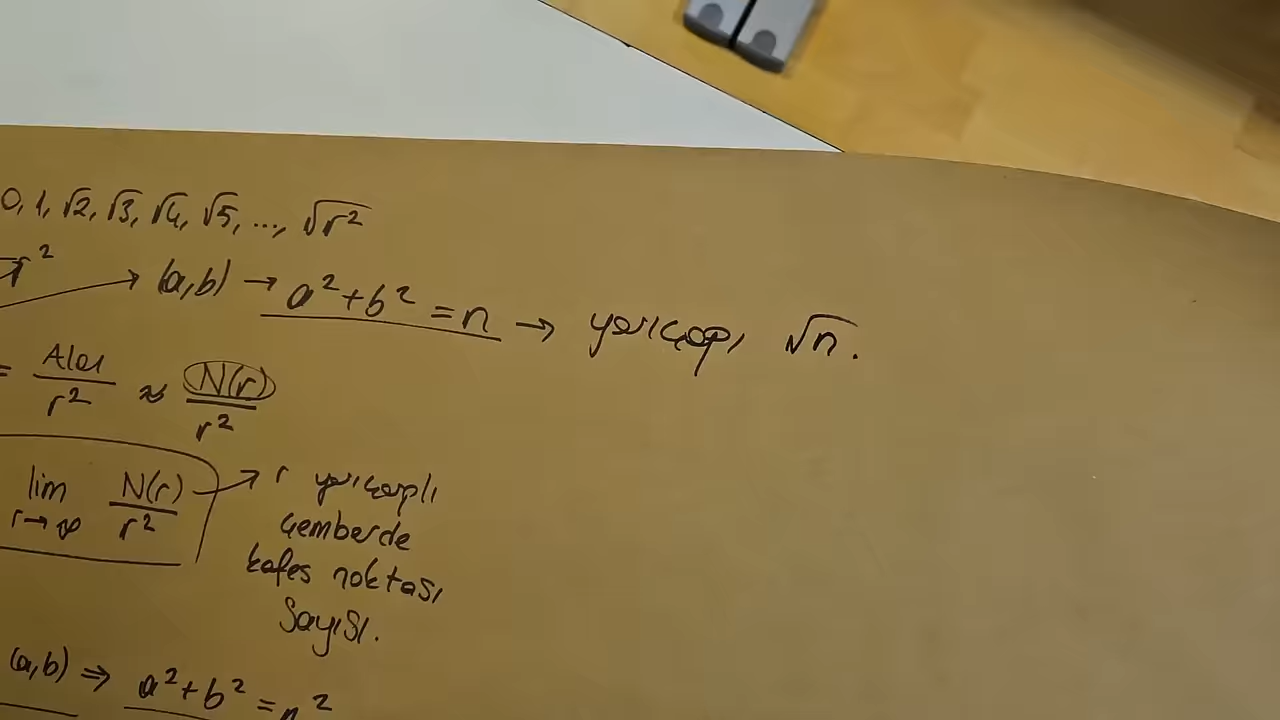 0, 1, √2, √3, √4, √5, ..., √r²
r²
(a,b) → a²+b² = n → yarıçapı √n.
= Alan/r² ≈ N(r)/r²
lim r→∞ N(r)/r² → r yarıçaplı
çemberde
kafes noktası
sayısı.
(a,b) ⇒ a²+b² = n²